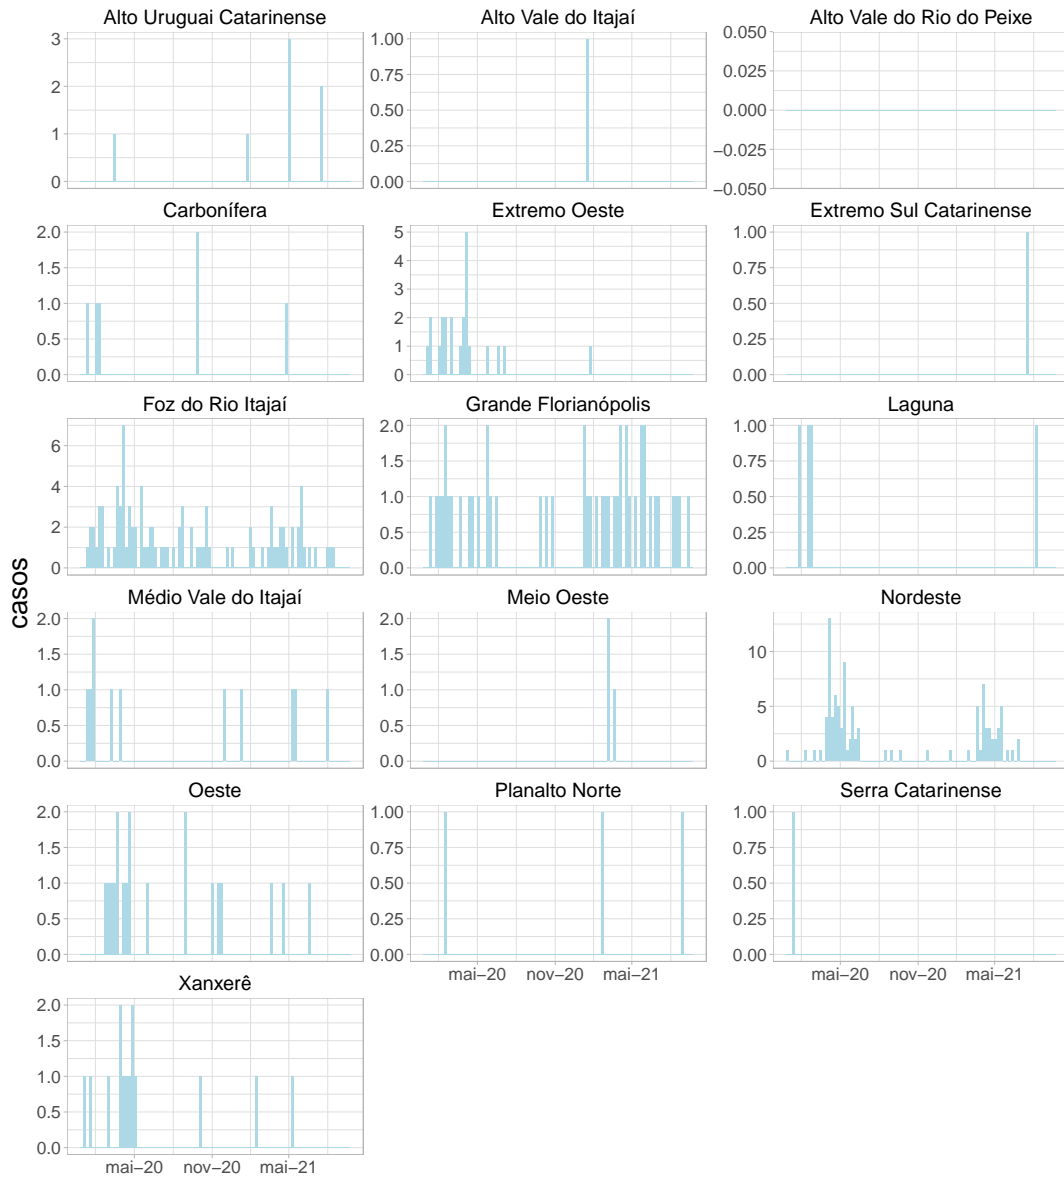 Alto Uruguai Catarinense Alto Vale do Itajaí Alto Vale do Rio do Peixe
3 1.00 0.050
2 0.75 0.025
1 0.50 0.000
0 0.25 −0.025
0.00 −0.050
Carbonífera Extremo Oeste Extremo Sul Catarinense
2.0 5 1.00
1.5 4 0.75
1.0 3 0.50
0.5 2 0.25
0.0 1 0.00
0
Foz do Rio Itajaí Grande Florianópolis Laguna
6 2.0 1.00
4 1.5 0.75
2 1.0 0.50
0 0.5 0.25
0.0 0.00
casos
Médio Vale do Itajaí Meio Oeste Nordeste
2.0 2.0 10
1.5 1.5 5
1.0 1.0 0
0.5 0.5
0.0 0.0
Oeste Planalto Norte Serra Catarinense
2.0 1.00 1.00
1.5 0.75 0.75
1.0 0.50 0.50
0.5 0.25 0.25
0.0 0.00 0.00
mai−20 nov−20 mai−21 mai−20 nov−20 mai−21
Xanxerê
2.0
1.5
1.0
0.5
0.0
mai−20 nov−20 mai−21